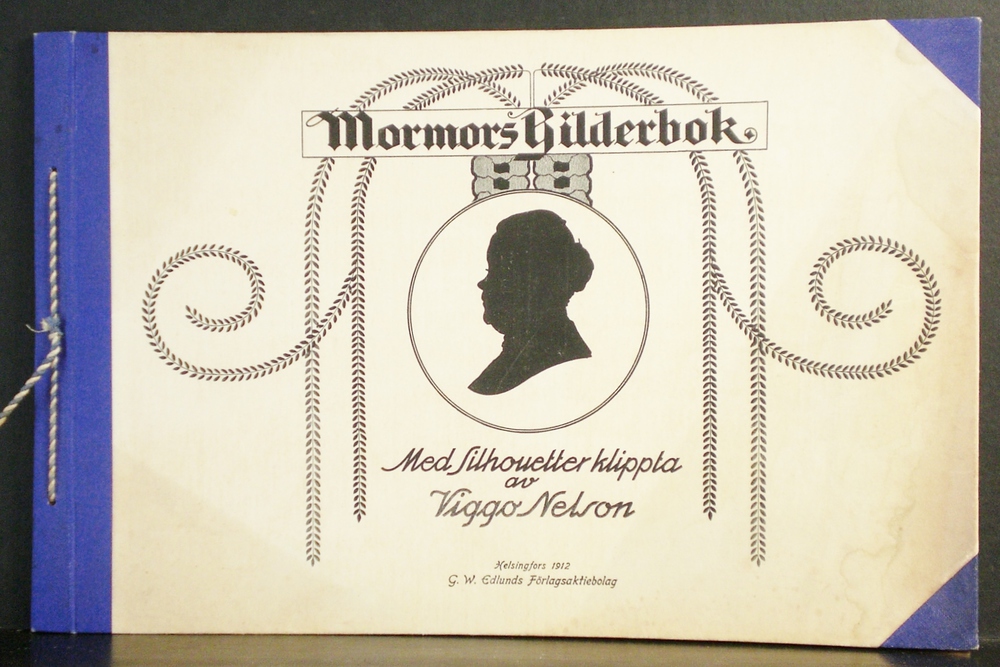 Mormors Bilderbok.
Med Silhouetter klippta
av
Viggo Nelson
Helsingfors 1912
G. W. Edlunds Förlagsaktiebolag